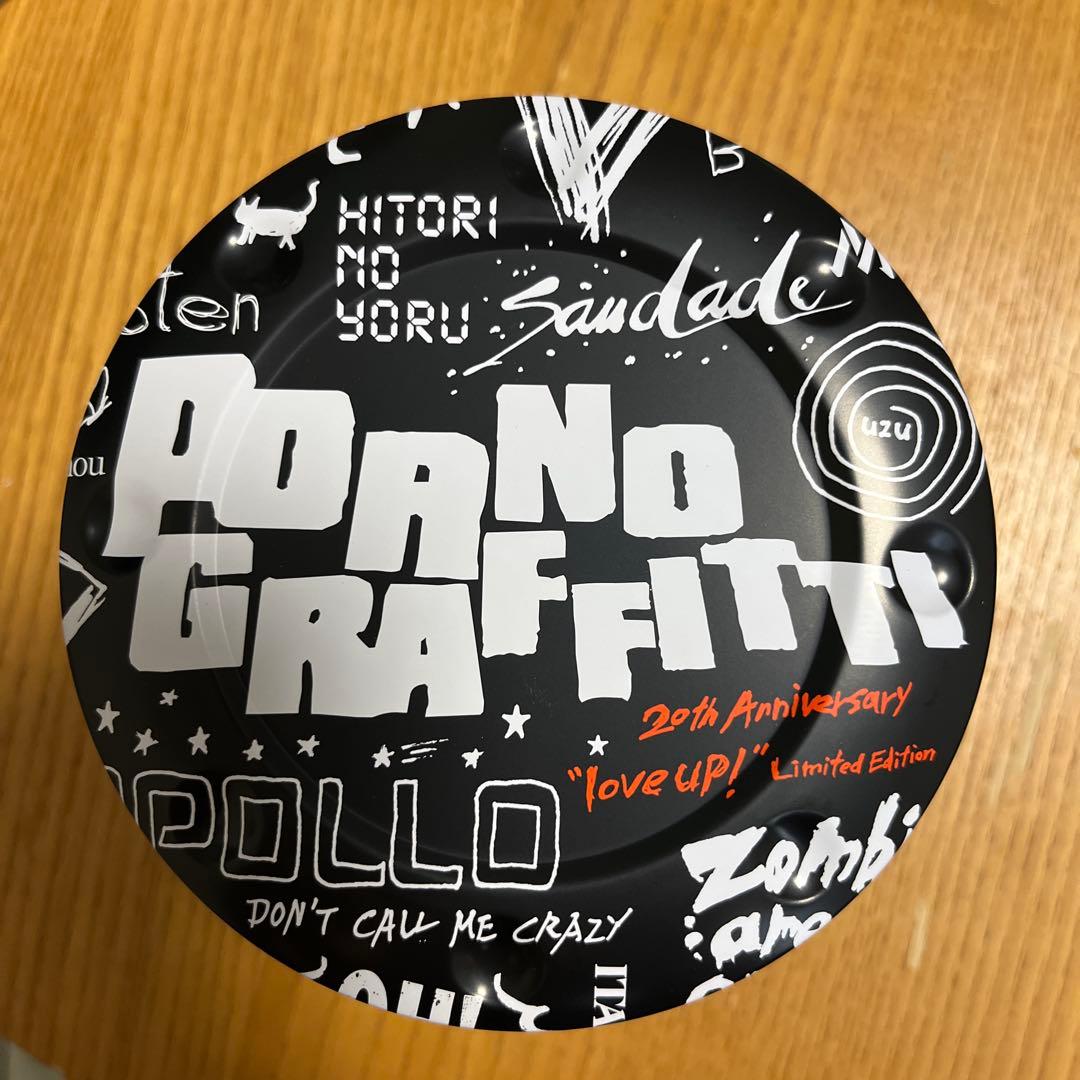 HITORI
NO
YORU
Saudade
uzu
PORNO
GRAFFITTI
20th Anniversary
"love up!" Limited Edition
APOLLO
DON'T CALL ME CRAZY